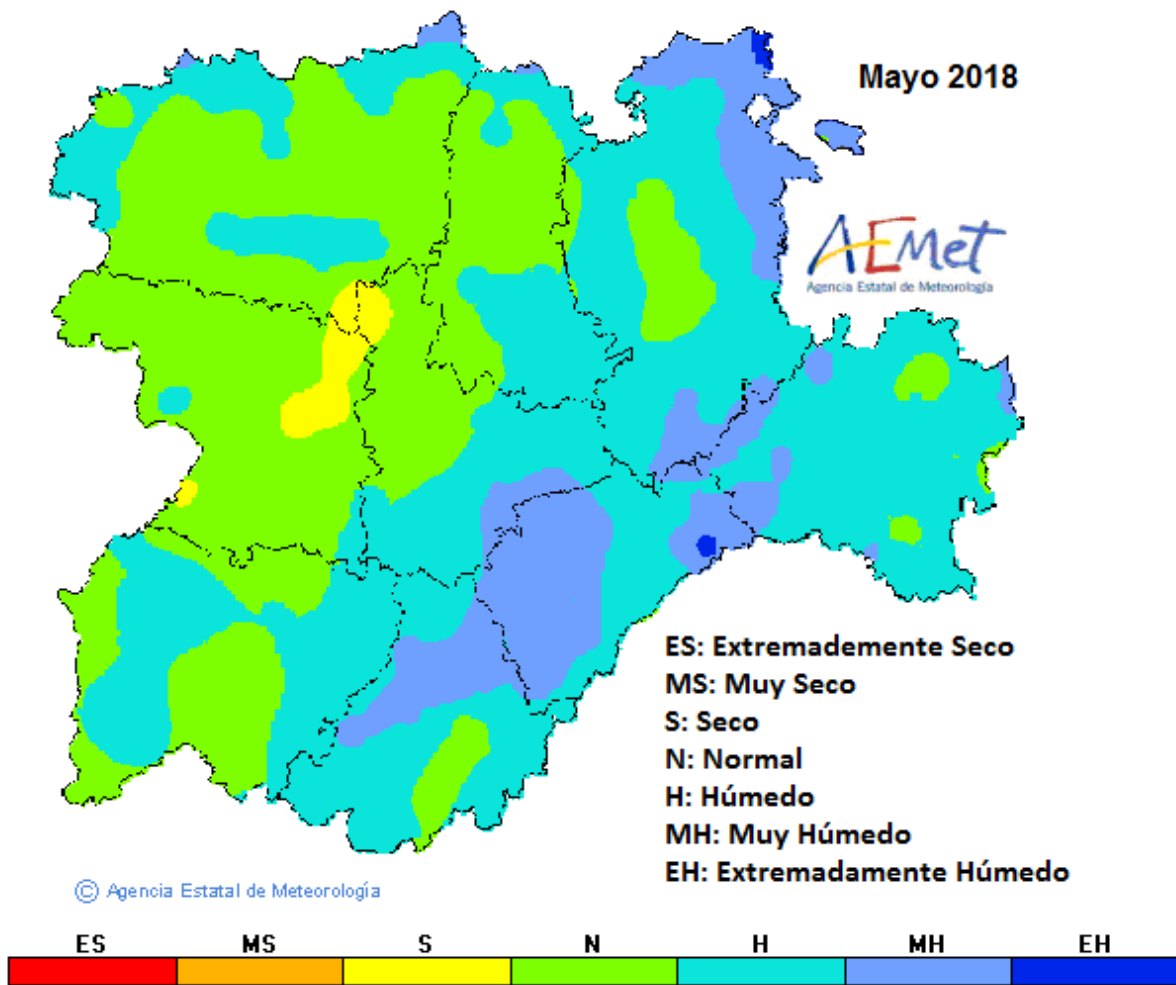 Mayo 2018
AEMet
Agencia Estatal de Meteorología
ES: Extremademente Seco
MS: Muy Seco
S: Seco
N: Normal
H: Húmedo
MH: Muy Húmedo
EH: Extremadamente Húmedo
© Agencia Estatal de Meteorología
ES MS S N H MH EH